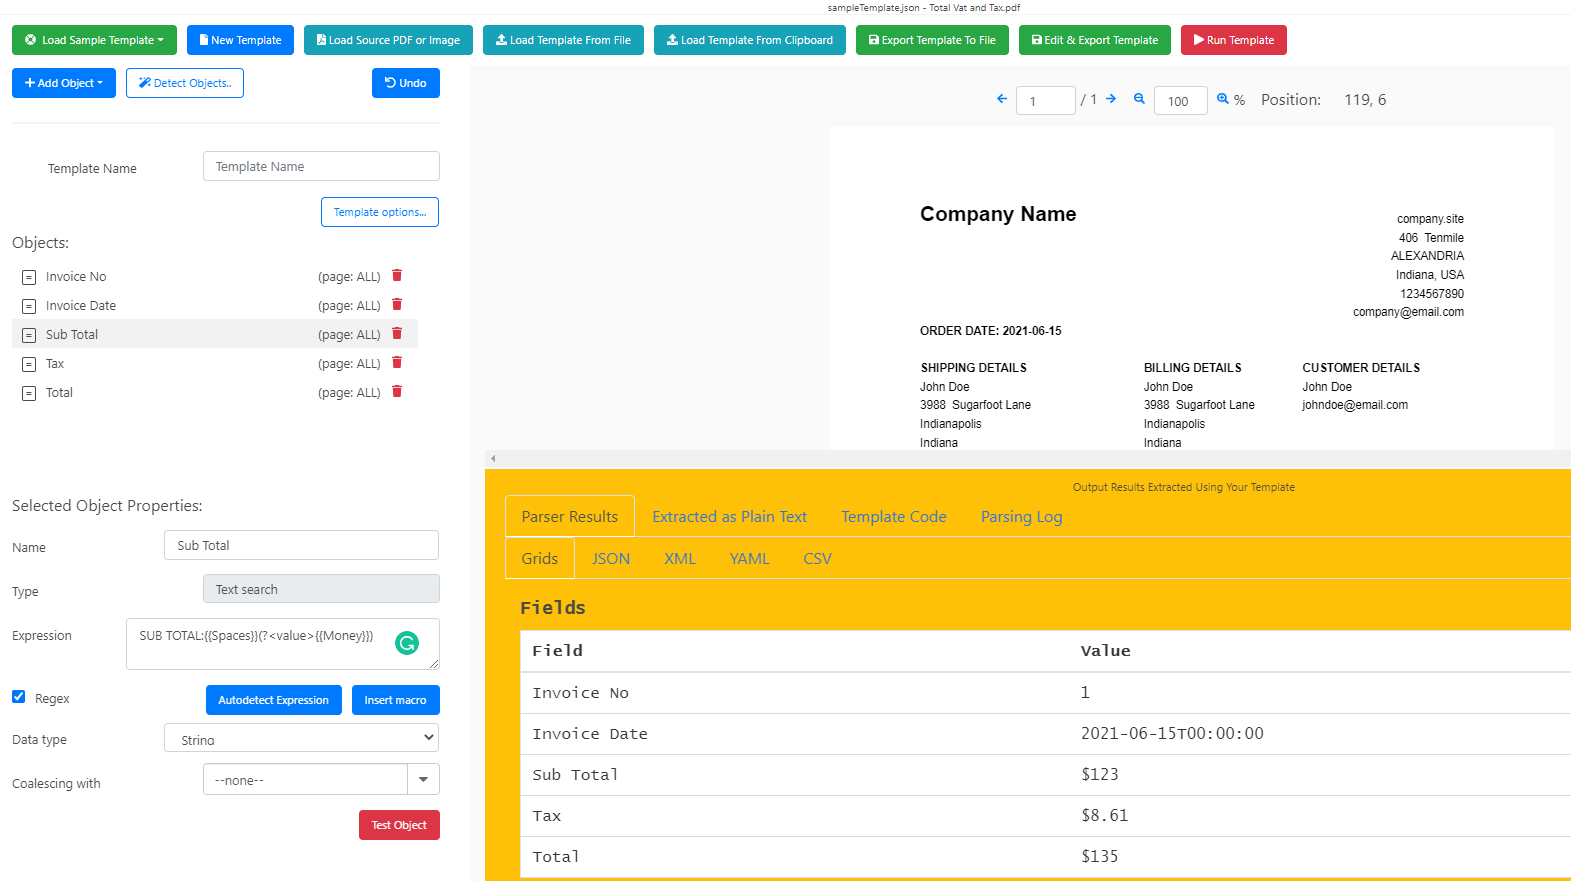 sampleTemplate.json - Total Vat and Tax.pdf
Load Sample Template
New Template
Load Source PDF or Image
Load Template From File
Load Template From Clipboard
Export Template To File
Edit & Export Template
Run Template
Add Object
Detect Objects..
Undo
1 / 1 100 % Position: 119, 6
Template Name Template Name
Template options...
Objects:
Invoice No (page: ALL)
Invoice Date (page: ALL)
Sub Total (page: ALL)
Tax (page: ALL)
Total (page: ALL)
Selected Object Properties:
Name Sub Total
Type Text search
Expression SUB TOTAL:{{Spaces}}(?<value>{{Money}})
Regex Autodetect Expression Insert macro
Data type String
Coalescing with --none--
Test Object
Company Name
company.site
406 Tenmile
ALEXANDRIA
Indiana, USA
1234567890
company@email.com
ORDER DATE: 2021-06-15
SHIPPING DETAILS
John Doe
3988 Sugarfoot Lane
Indianapolis
Indiana
BILLING DETAILS
John Doe
3988 Sugarfoot Lane
Indianapolis
Indiana
CUSTOMER DETAILS
John Doe
johndoe@email.com
Output Results Extracted Using Your Template
Parser Results Extracted as Plain Text Template Code Parsing Log
Grids JSON XML YAML CSV
Fields
Field Value
Invoice No 1
Invoice Date 2021-06-15T00:00:00
Sub Total $123
Tax $8.61
Total $135